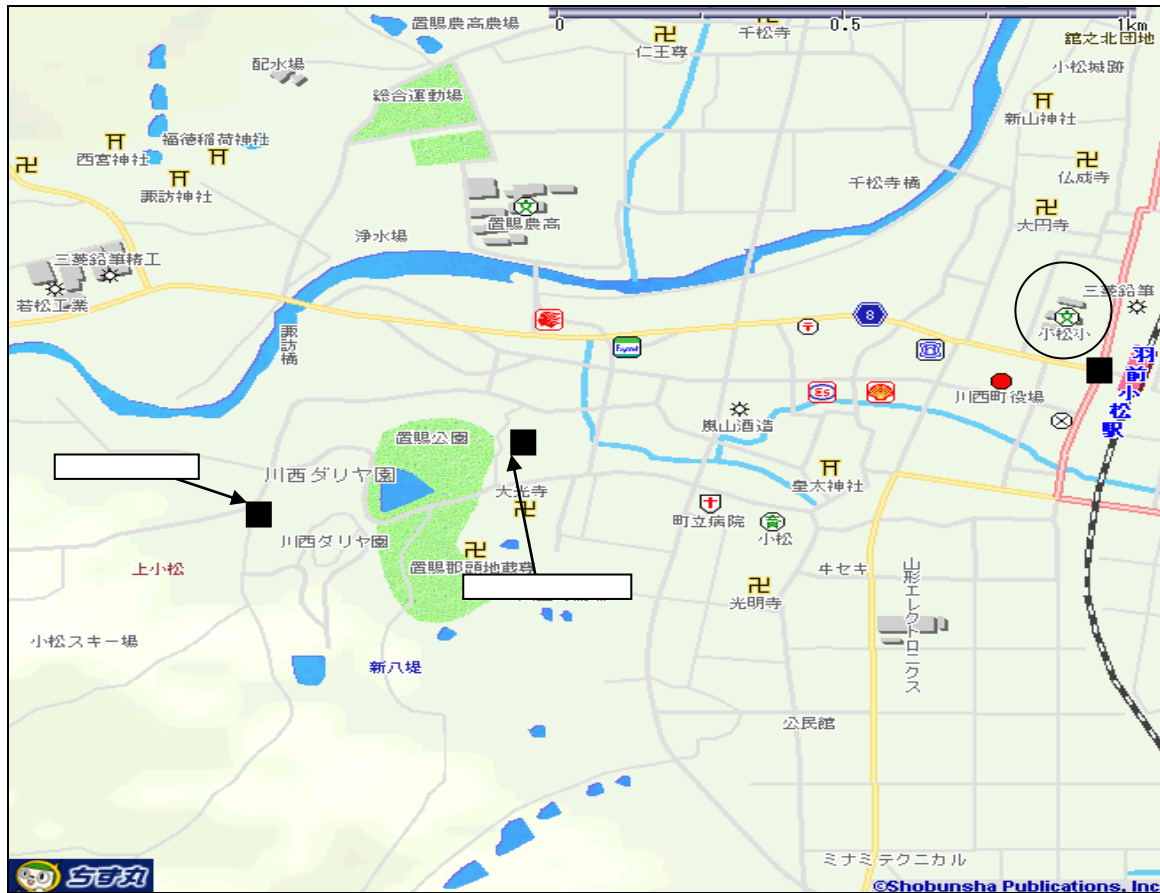 置賜農高農場
0
0.5
1km
仁王尊
千松寺
舘之北団地
小松城跡
配水場
総合運動場
新山神社
西宮神社
福徳稲荷神社
諏訪神社
千松寺橋
仏成寺
大円寺
置賜農高
浄水場
三菱鉛筆精工
若松工業
諏訪橋
8
三菱鉛筆
小松小
羽前小松駅
ES
川西町役場
嵐山酒造
置賜公園
川西ダリヤ園
大光寺
皇太神社
町立病院
小松
川西ダリヤ園
上小松
置賜郡頭地蔵尊
光明寺
ヰセキ
山形エレクトロニクス
小松スキー場
新八堤
公民館
ミナミテクニカル
ちず丸
©Shobunsha Publications, Inc